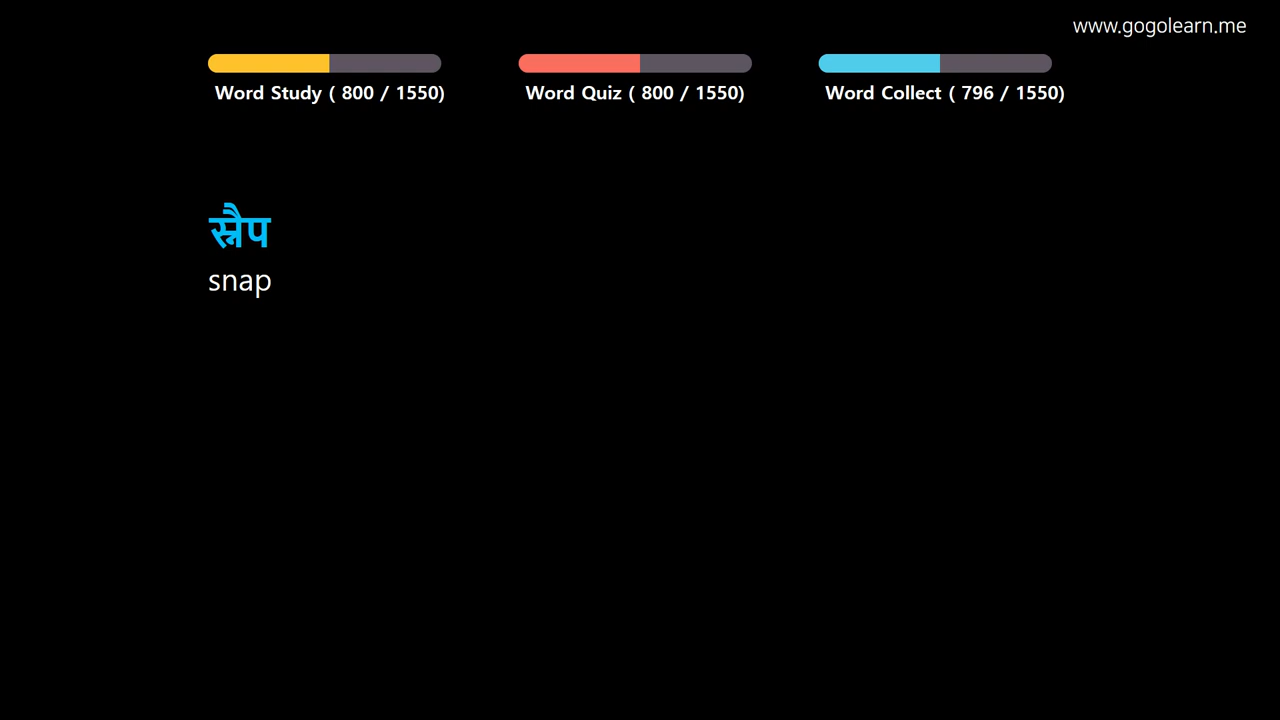 www.gogolearn.me
Word Study ( 800 / 1550)
Word Quiz ( 800 / 1550)
Word Collect ( 796 / 1550)
स्नैप
snap